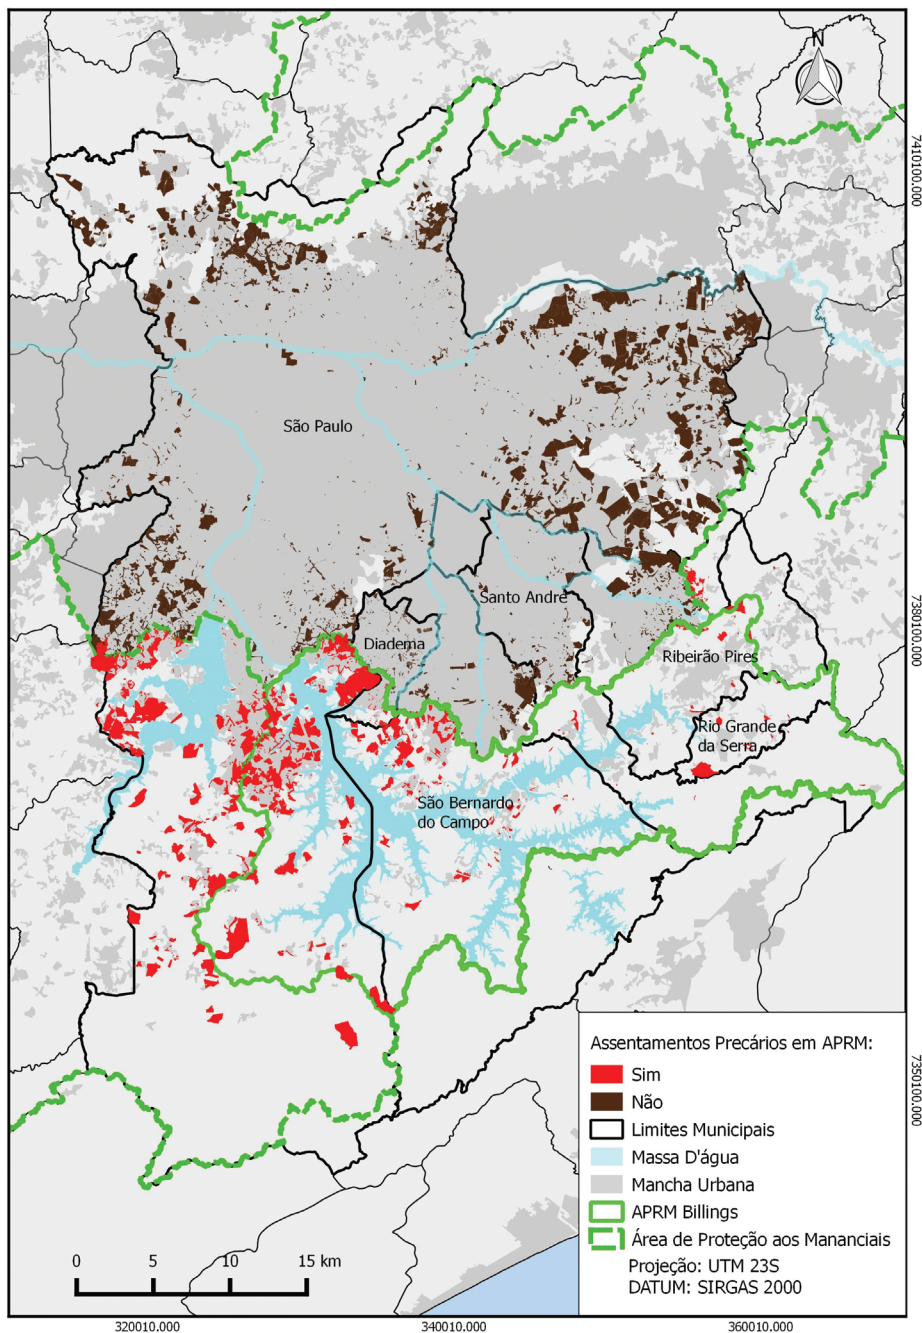 N
7410100.000
São Paulo
Santo André
7380100.000
Diadema
Ribeirão Pires
Rio Grande
da Serra
São Bernardo
do Campo
Assentamentos Precários em APRM:
Sim
Não
Limites Municipais
Massa D'água
Mancha Urbana
APRM Billings
Área de Proteção aos Mananciais
Projeção: UTM 23S
DATUM: SIRGAS 2000
7350100.000
0 5 10 15 km
320010.000 340010.000 360010.000